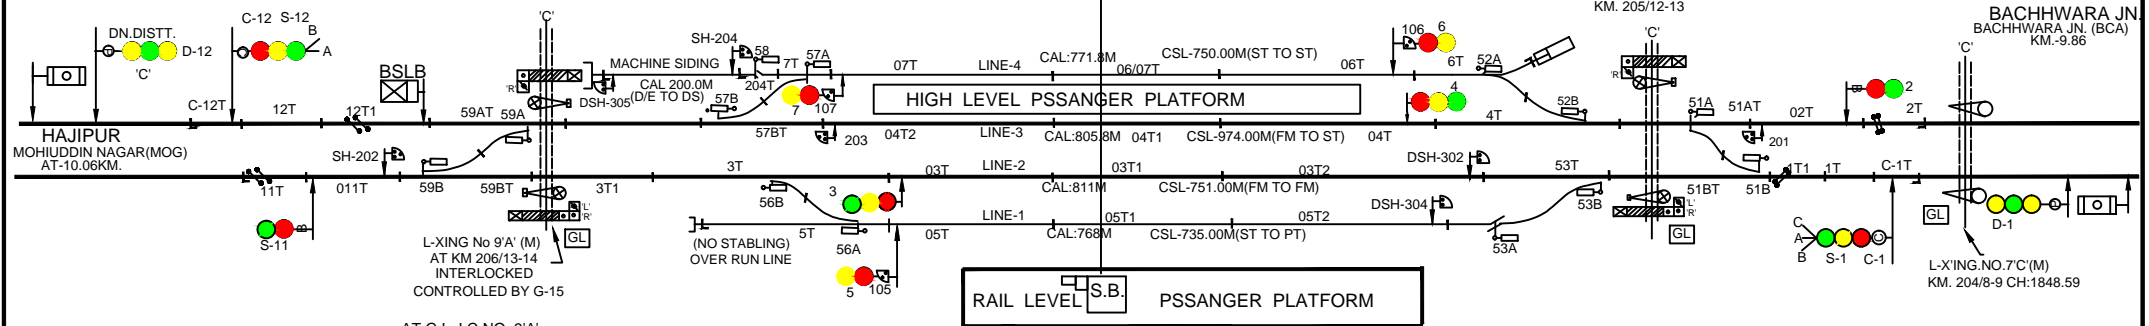 KM. 205/12-13
BACHHWARA JN.
BACHHWARA JN. (BCA)
KM.-9.86
DN.DISTT.
D-12
'C'
C-12 S-12
B
A
'C'
BSLB
'R'
DSH-305
MACHINE SIDING
CAL 200.0M
(D/E TO DS)
SH-204
58
7T
204T
57A
57B
7
107
07T
LINE-4
CAL:771.8M
06/07T
CSL-750.00M(ST TO ST)
06T
106
6
6T
52A
'C'
'R'
'C'
HIGH LEVEL PSSANGER PLATFORM
4
52B
51A
51AT
02T
2
2T
C-12T
12T
12T1
59AT
59A
57BT
203
04T2
LINE-3
CAL:805.8M
04T1
CSL-974.00M(FM TO ST)
04T
4T
201
HAJIPUR
MOHIUDDIN NAGAR(MOG)
AT-10.06KM.
SH-202
11T
011T
59B
59BT
3T1
3T
03T
LINE-2
03T1
03T2
CAL:811M
CSL-751.00M(FM TO FM)
DSH-302
53T
51BT
51B
1T1
1T
C-1T
56B
3
DSH-304
53B
'L'
'R'
'L'
'R'
GL
D-1
S-11
L-XING No 9'A' (M)
AT KM 206/13-14
INTERLOCKED
CONTROLLED BY G-15
GL
(NO STABLING)
OVER RUN LINE
5T
56A
05T
LINE-1
05T1
05T2
CAL:768M
CSL-735.00M(ST TO PT)
53A
GL
C
A
B
S-1
C-1
C
L-X'ING.NO.7'C'(M)
KM. 204/8-9 CH:1848.59
5
105
RAIL LEVEL
S.B.
PSSANGER PLATFORM